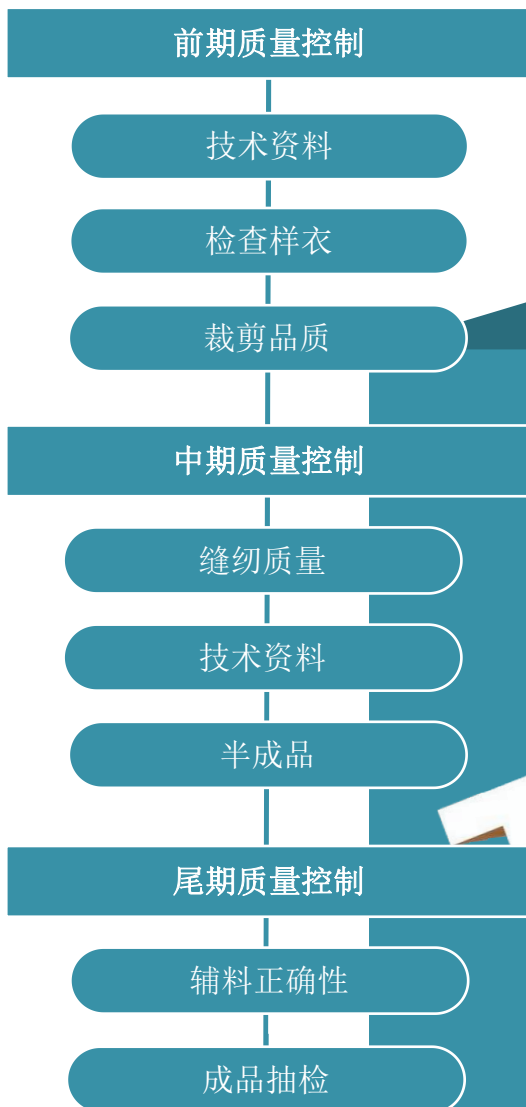 前期质量控制
技术资料
检查样衣
裁剪品质
中期质量控制
缝纫质量
技术资料
半成品
尾期质量控制
辅料正确性
成品抽检